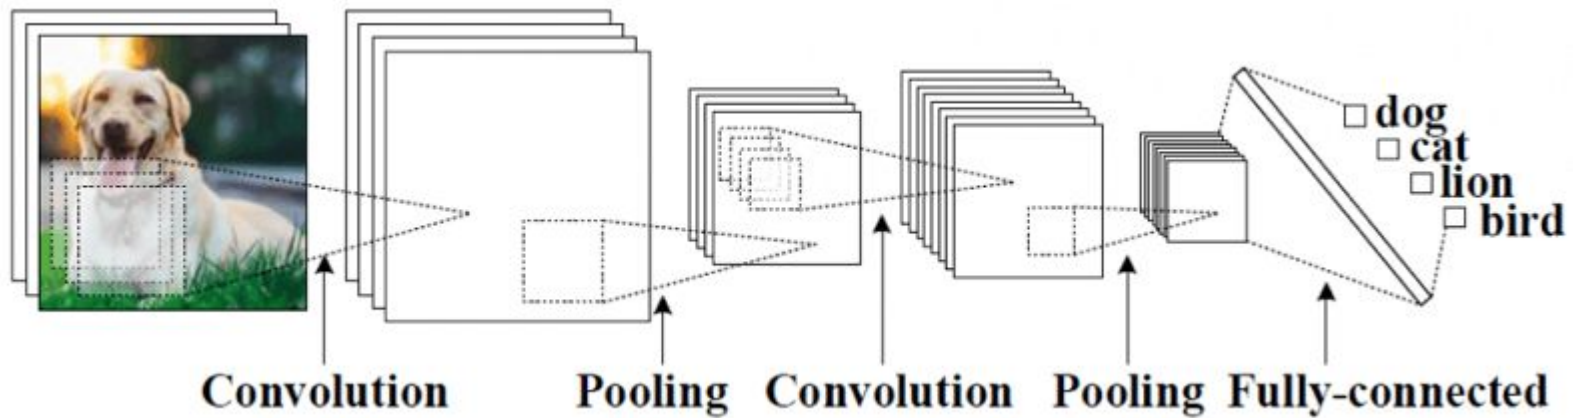 dog
cat
lion
bird
Convolution Pooling Convolution Pooling Fully-connected